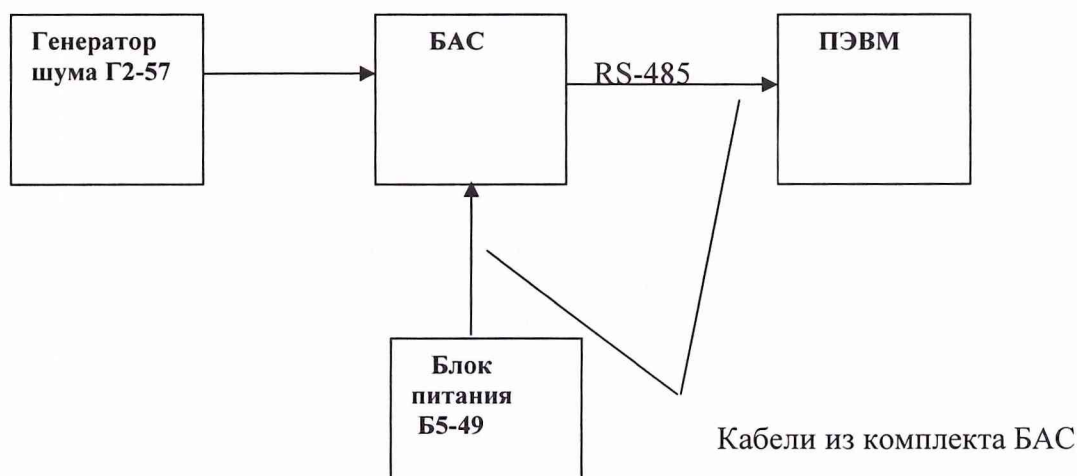 Генератор
шума Г2-57
БАС
RS-485
ПЭВМ
Блок
питания
Б5-49
Кабели из комплекта БАС